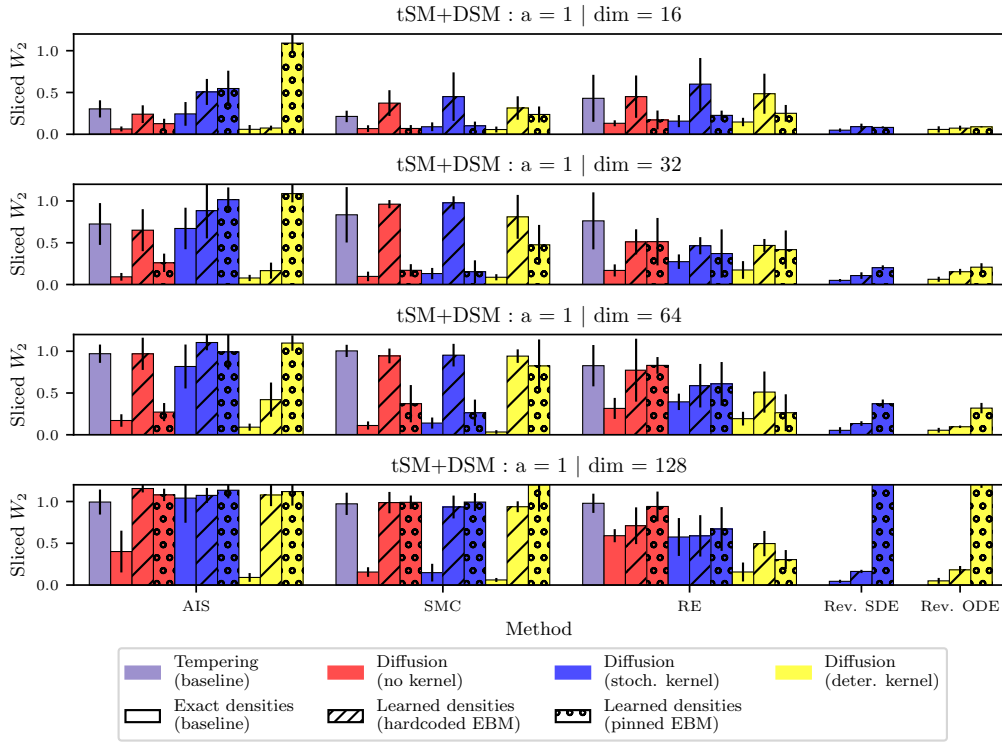 tSM+DSM : a = 1 | dim = 16
Sliced W₂
1.0
0.5
0.0
tSM+DSM : a = 1 | dim = 32
Sliced W₂
1.0
0.5
0.0
tSM+DSM : a = 1 | dim = 64
Sliced W₂
1.0
0.5
0.0
tSM+DSM : a = 1 | dim = 128
Sliced W₂
1.0
0.5
0.0
AIS SMC RE Rev. SDE Rev. ODE
Method
Tempering (baseline)
Diffusion (no kernel)
Diffusion (stoch. kernel)
Diffusion (deter. kernel)
Exact densities (baseline)
Learned densities (hardcoded EBM)
Learned densities (pinned EBM)